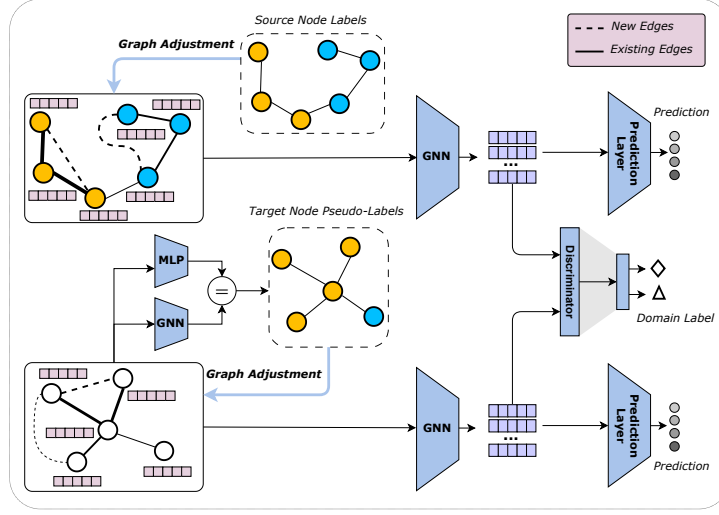 Source Node Labels
New Edges
Existing Edges
Graph Adjustment
Prediction
GNN
...
Prediction
Layer
Target Node Pseudo-Labels
MLP
=
GNN
Discriminator
Domain Label
Graph Adjustment
GNN
...
Prediction
Layer
Prediction